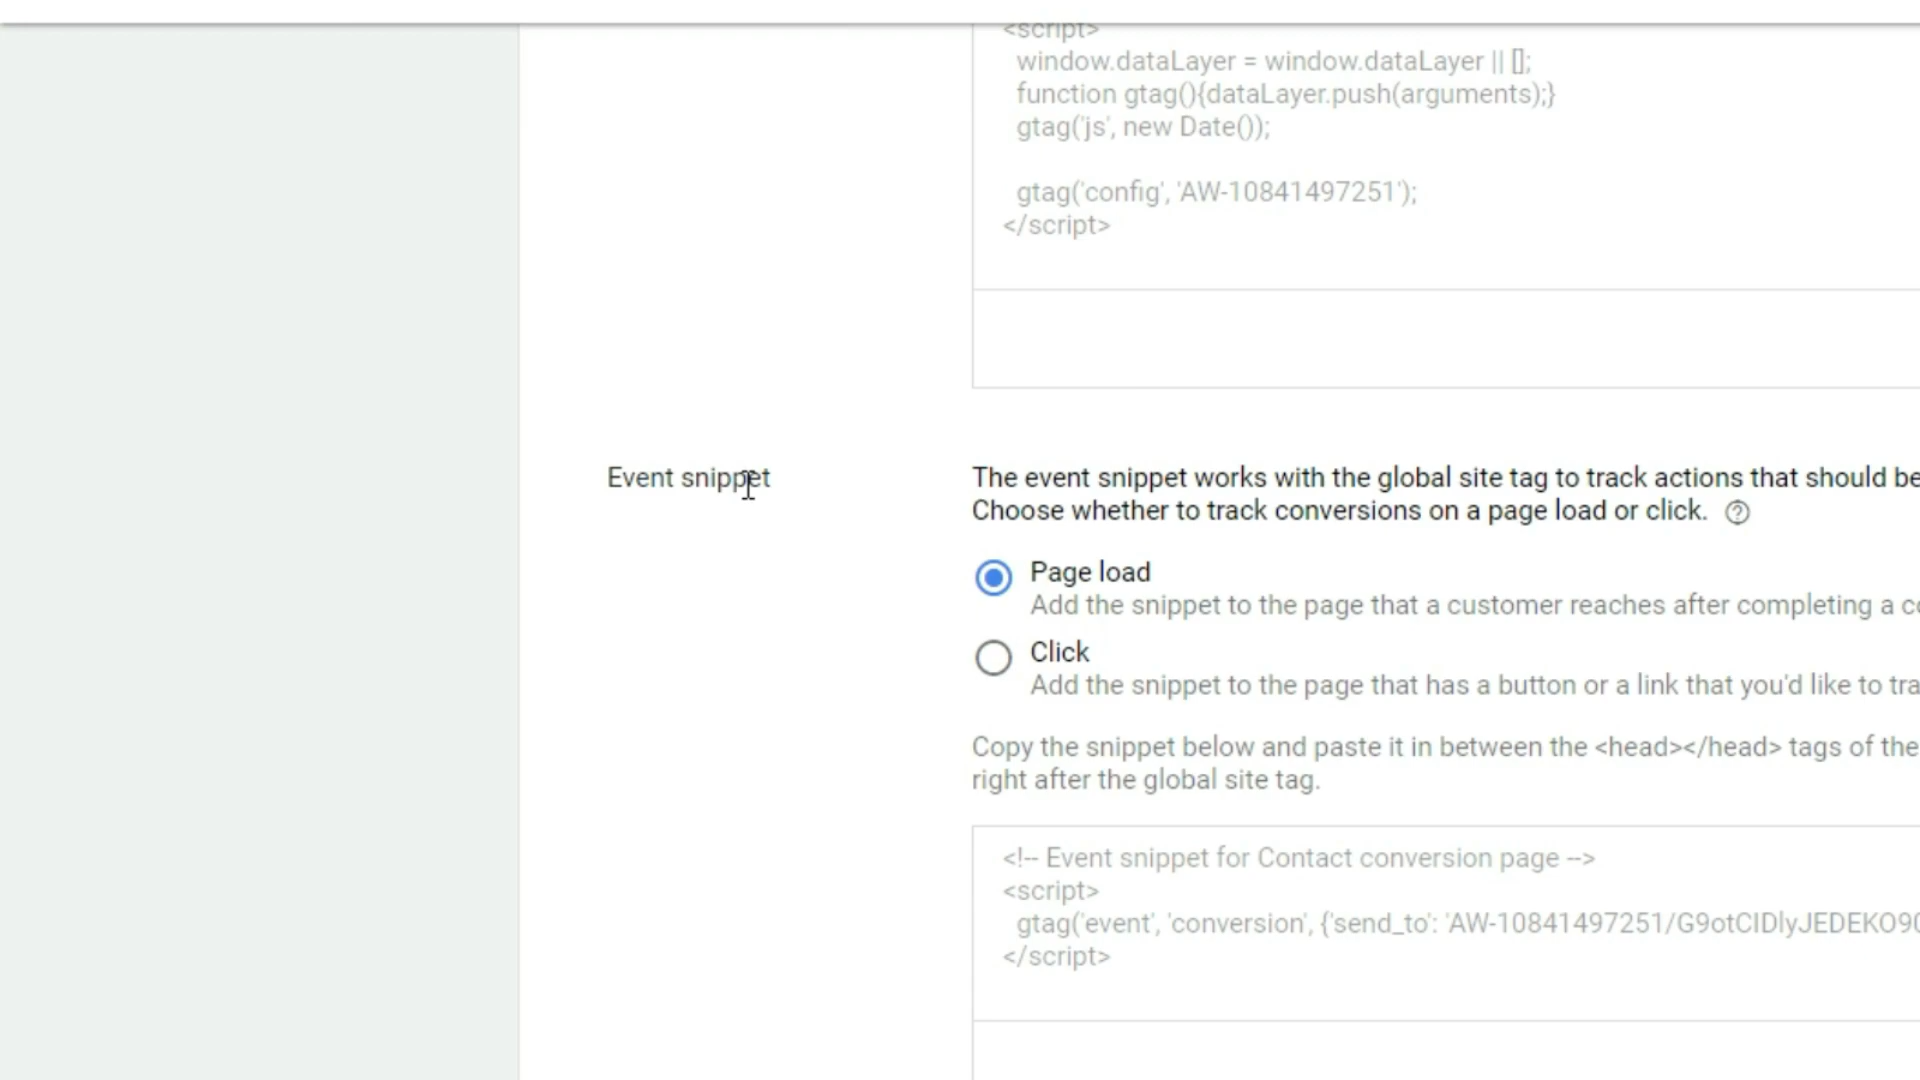 <script>
window.dataLayer = window.dataLayer || [];
function gtag(){dataLayer.push(arguments);}
gtag('js', new Date());
gtag('config', 'AW-10841497251');
</script>
Event snippet
The event snippet works with the global site tag to track actions that should be
Choose whether to track conversions on a page load or click.
Page load
Add the snippet to the page that a customer reaches after completing a
Click
Add the snippet to the page that has a button or a link that you'd like to
Copy the snippet below and paste it in between the <head></head> tags of the
right after the global site tag.
<!-- Event snippet for Contact conversion page -->
<script>
gtag('event', 'conversion', {'send_to': 'AW-10841497251/
</script>